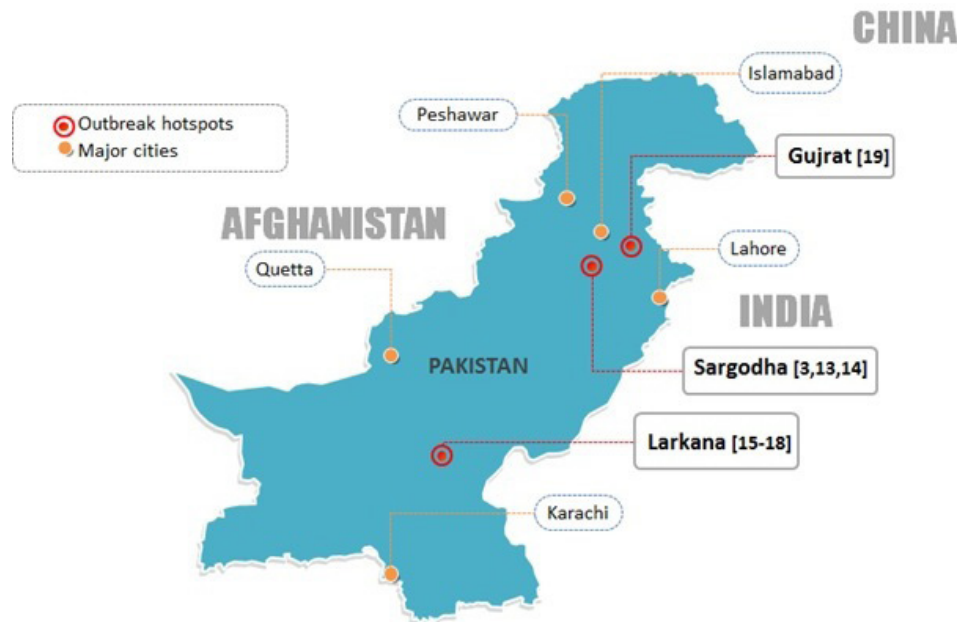 CHINA
Islamabad
Peshawar
Outbreak hotspots
Major cities
Gujrat [19]
AFGHANISTAN
Quetta
Lahore
INDIA
PAKISTAN
Sargodha [3,13,14]
Larkana [15-18]
Karachi